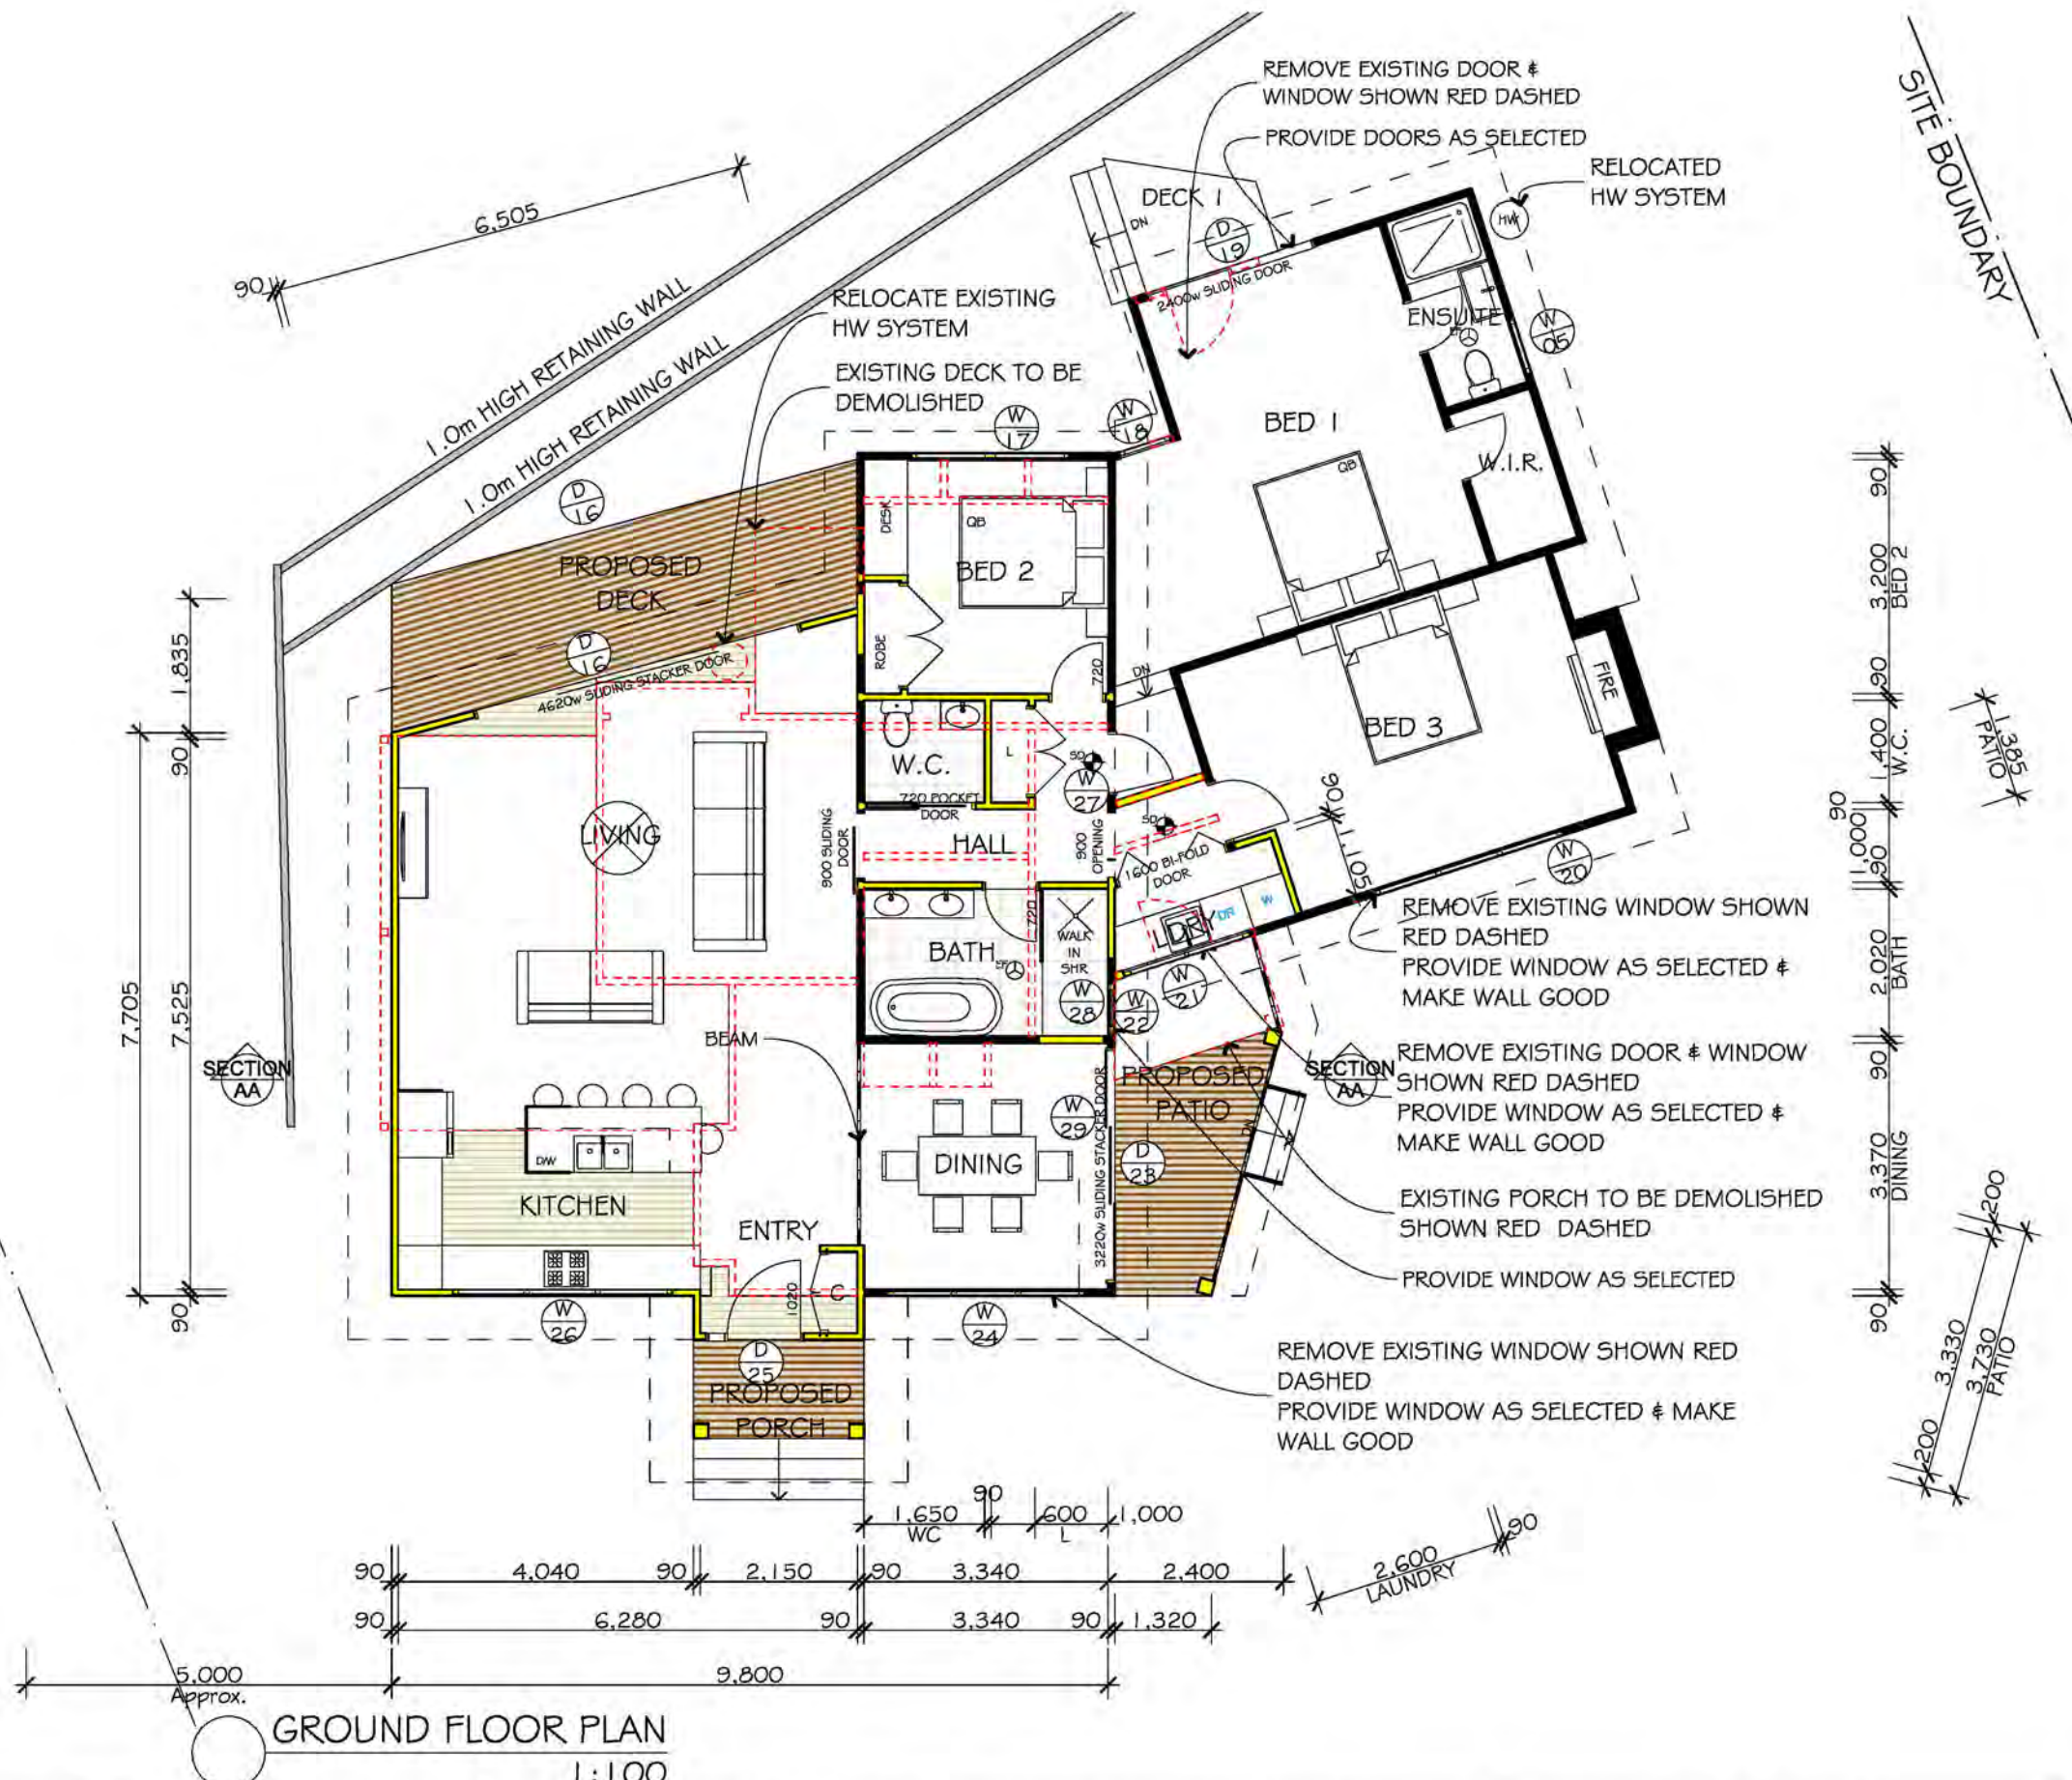 REMOVE EXISTING DOOR &
WINDOW SHOWN RED DASHED
PROVIDE DOORS AS SELECTED
RELOCATED
HW SYSTEM
SITE BOUNDARY
6,505
90
DECK 1
DN
D
19
HW
2400w SLIDING DOOR
ENSUITE
W
05
RELOCATE EXISTING
HW SYSTEM
EXISTING DECK TO BE
DEMOLISHED
1.0m HIGH RETAINING WALL
1.0m HIGH RETAINING WALL
W
17
W
18
BED 1
QB
W.I.R.
D
16
PROPOSED
DECK
D
16
4620w SLIDING STACKER DOOR
DESK
QB
BED 2
ROBE
720
DN
FIRE
BED 3
W.C.
L
SD
W
27
720 POCKET
DOOR
LIVING
900 SLIDING
DOOR
HALL
900
OPENING
SD
1600 BI-FOLD
DOOR
90
1,105
W
20
BATH
EF
720
WALK
IN
SHR
W
28
LDRY
DR
W
W
21
W
22
REMOVE EXISTING WINDOW SHOWN
RED DASHED
PROVIDE WINDOW AS SELECTED &
MAKE WALL GOOD
BEAM
SECTION
AA
SECTION
AA
REMOVE EXISTING DOOR & WINDOW
SHOWN RED DASHED
PROVIDE WINDOW AS SELECTED &
MAKE WALL GOOD
PROPOSED
PATIO
W
29
D
23
3220w SLIDING STACKER DOOR
DN
DINING
D/W
KITCHEN
ENTRY
EXISTING PORCH TO BE DEMOLISHED
SHOWN RED DASHED
PROVIDE WINDOW AS SELECTED
1020
C
W
26
W
24
D
25
PROPOSED
PORCH
REMOVE EXISTING WINDOW SHOWN RED
DASHED
PROVIDE WINDOW AS SELECTED & MAKE
WALL GOOD
1,835
90
7,705
7,525
90
90
3,200
BED 2
90
1,400
W.C.
90
1,000
90
2,020
BATH
90
3,370
DINING
90
1,385
PATIO
200
3,330
3,730
PATIO
200
90
1,650
WC
600
L
1,000
90
4,040
90
2,150
90
3,340
2,400
2,600
LAUNDRY
90
90
6,280
90
3,340
90
1,320
5,000
Approx.
9,800
GROUND FLOOR PLAN
1:100